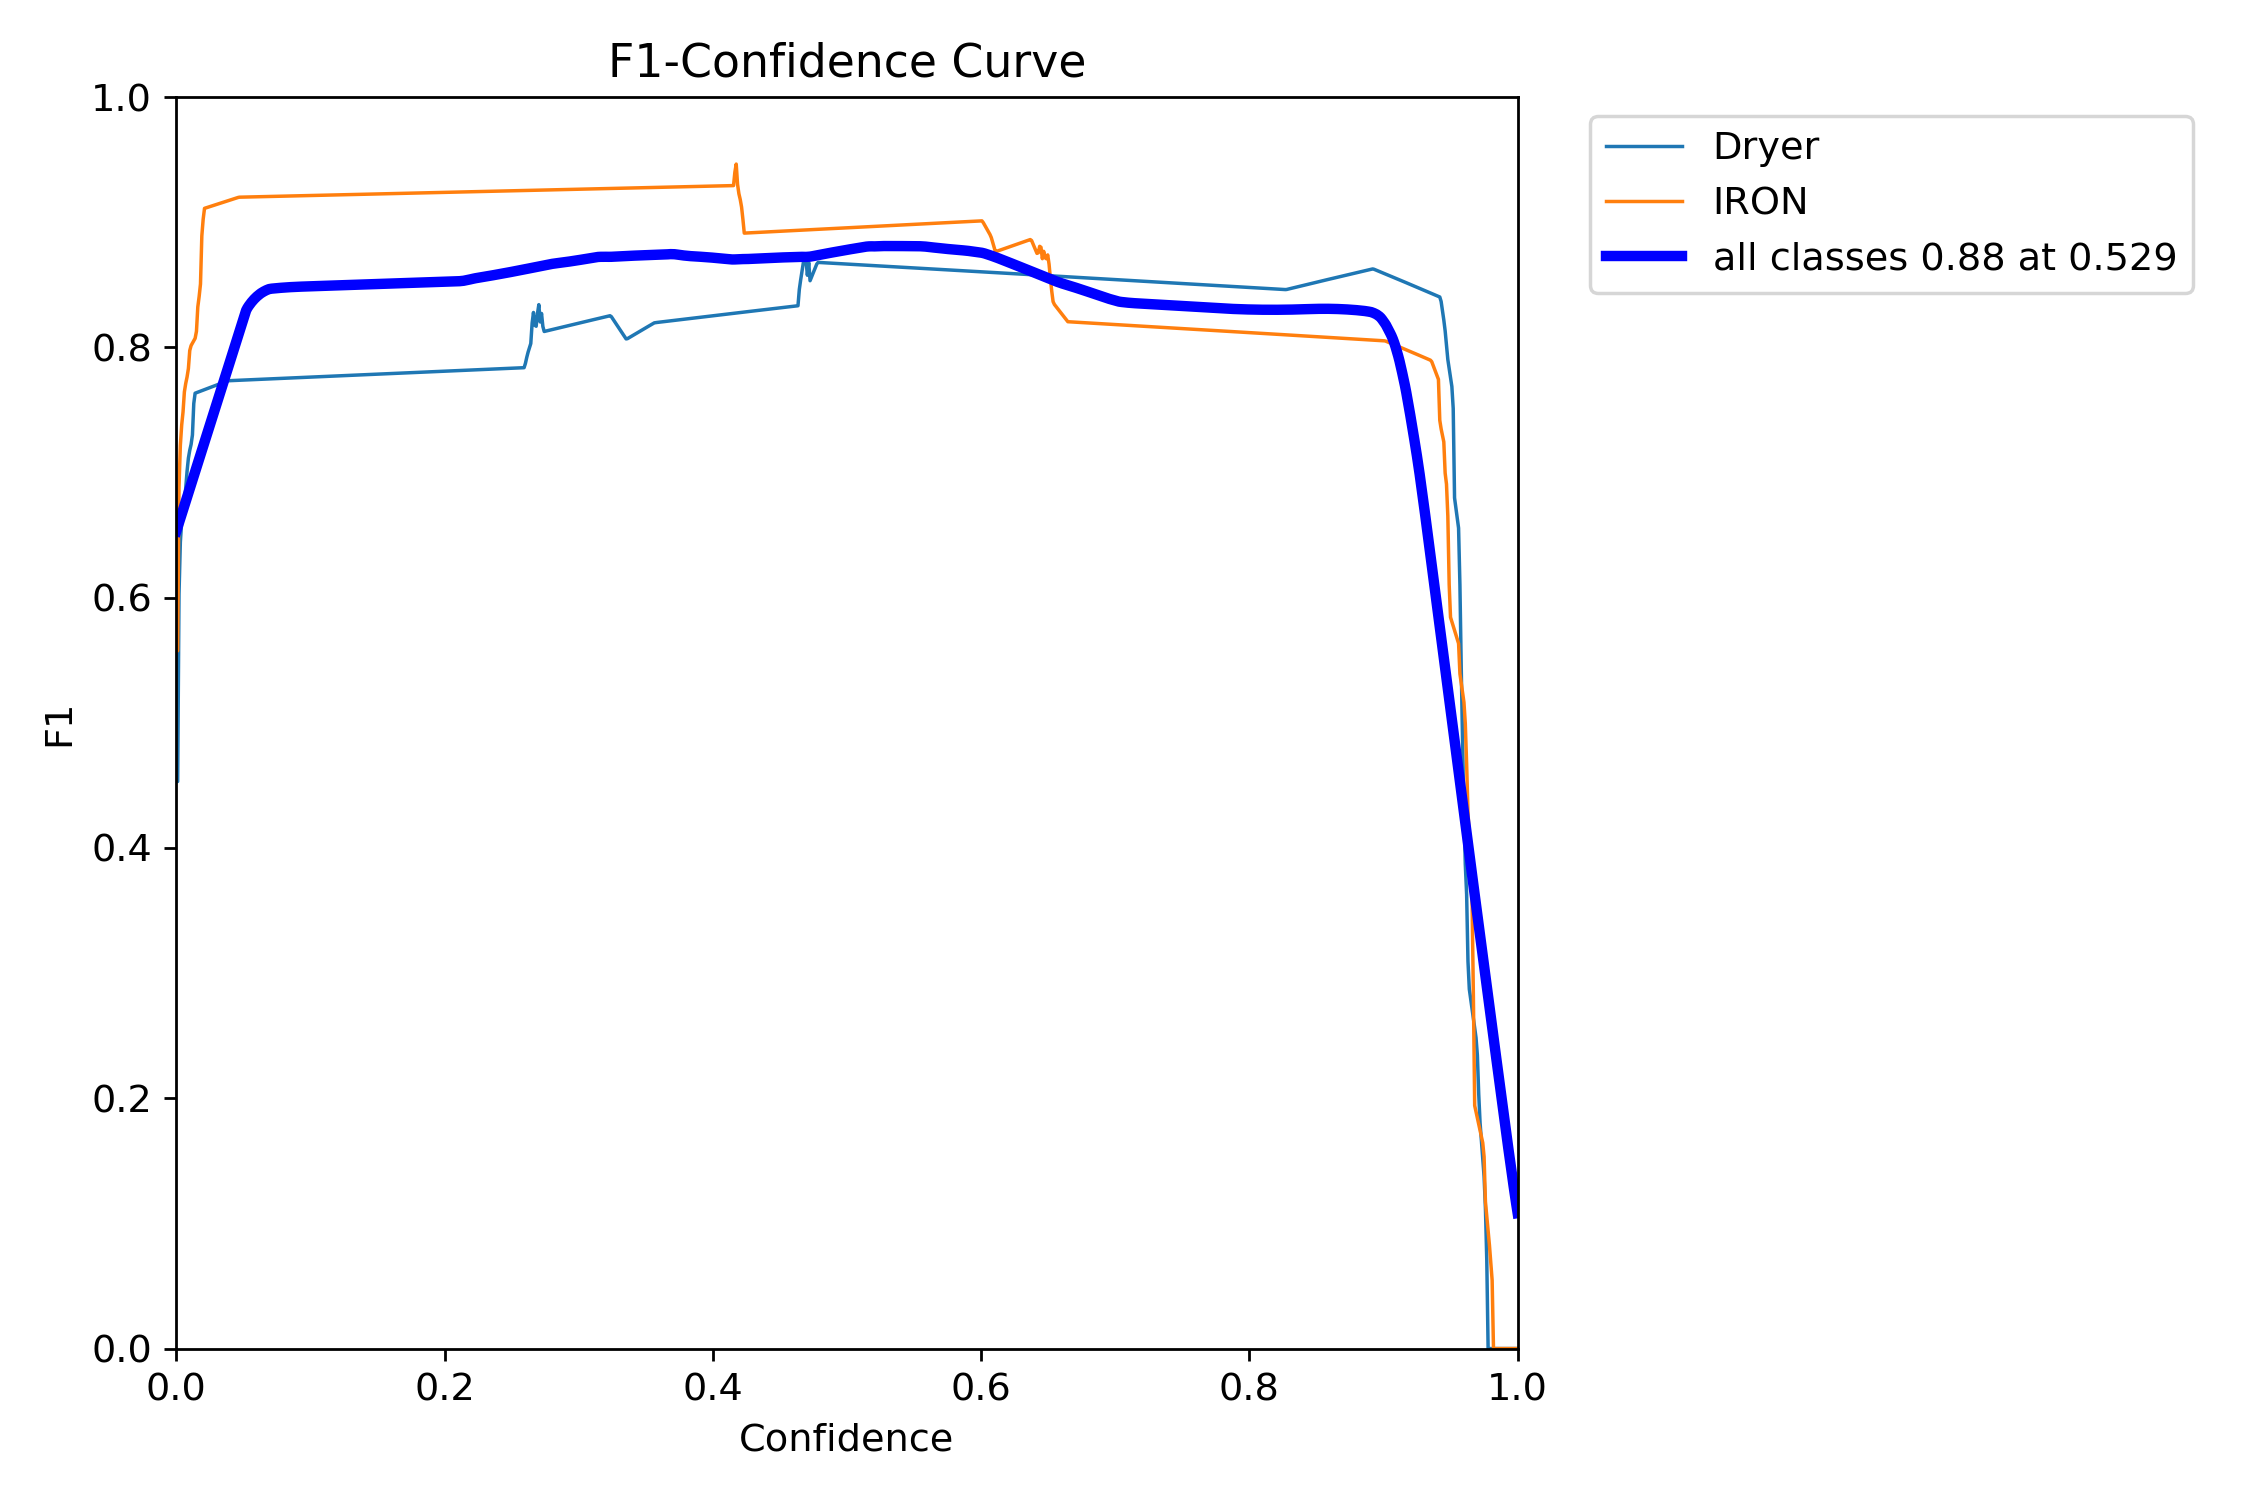 F1-Confidence Curve
Dryer
IRON
all classes 0.88 at 0.529
1.0
0.8
0.6
0.4
0.2
0.0
F1
0.0 0.2 0.4 0.6 0.8 1.0
Confidence